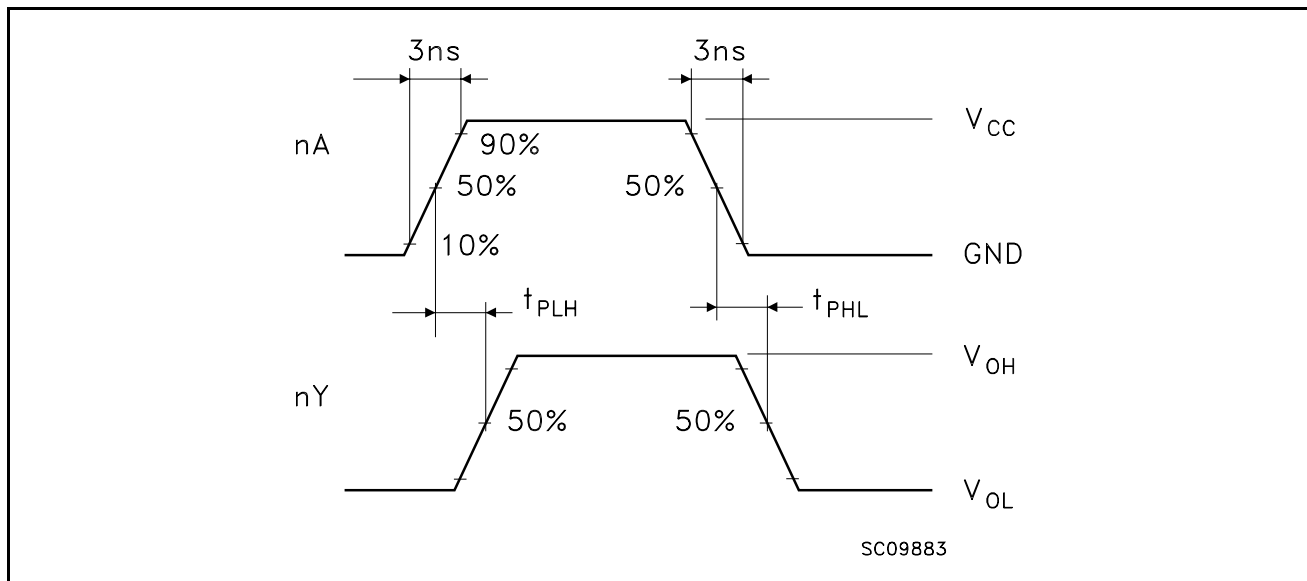 3ns 3ns
nA
V_CC
90%
50% 50%
10%
GND
t_PLH t_PHL
nY
V_OH
50% 50%
V_OL
SC09883